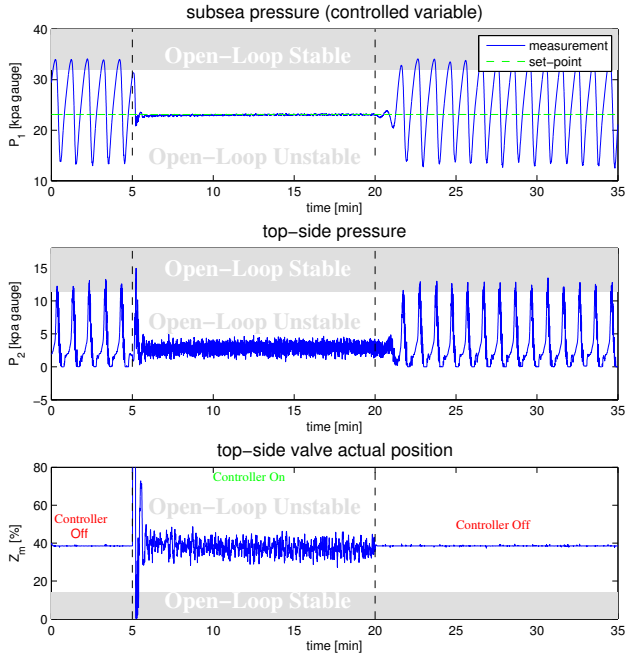 subsea pressure (controlled variable)
40
30
20
10
P1 [kpa gauge]
Open-Loop Stable
Open-Loop Unstable
measurement
set-point
0 5 10 15 20 25 30 35
time [min]
top-side pressure
15
10
5
0
-5
P2 [kpa gauge]
Open-Loop Stable
Open-Loop Unstable
0 5 10 15 20 25 30 35
time [min]
top-side valve actual position
80
60
40
20
0
Zm [%]
Controller On
Open-Loop Unstable
Controller
Off
Controller Off
Open-Loop Stable
0 5 10 15 20 25 30 35
time [min]